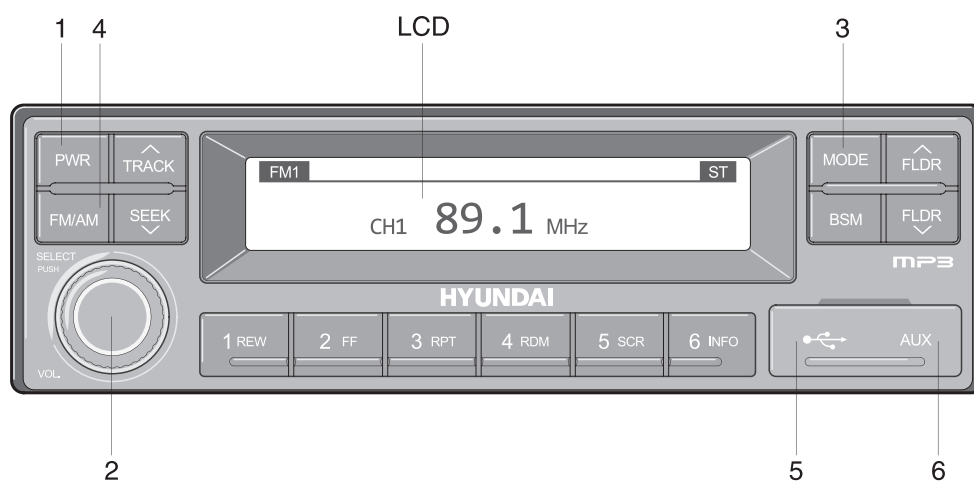 1 4 LCD 3
PWR TRACK MODE FLDR
FM1 ST
FM/AM SEEK BSM FLDR
CH1 89.1 MHz
SELECT
PUSH
MP3
HYUNDAI
1 REW 2 FF 3 RPT 4 RDM 5 SCR 6 INFO AUX
VOL.
2 5 6